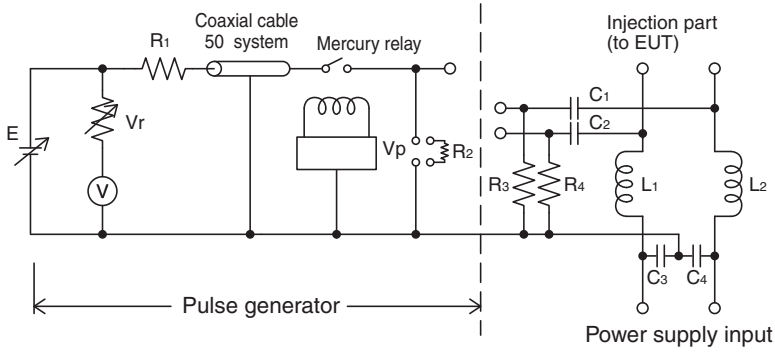 Coaxial cable
50 system
Mercury relay
Injection part
(to EUT)
R1
E
Vr
V
Vp
R2
C1
C2
R3
R4
L1
L2
C3
C4
Pulse generator
Power supply input